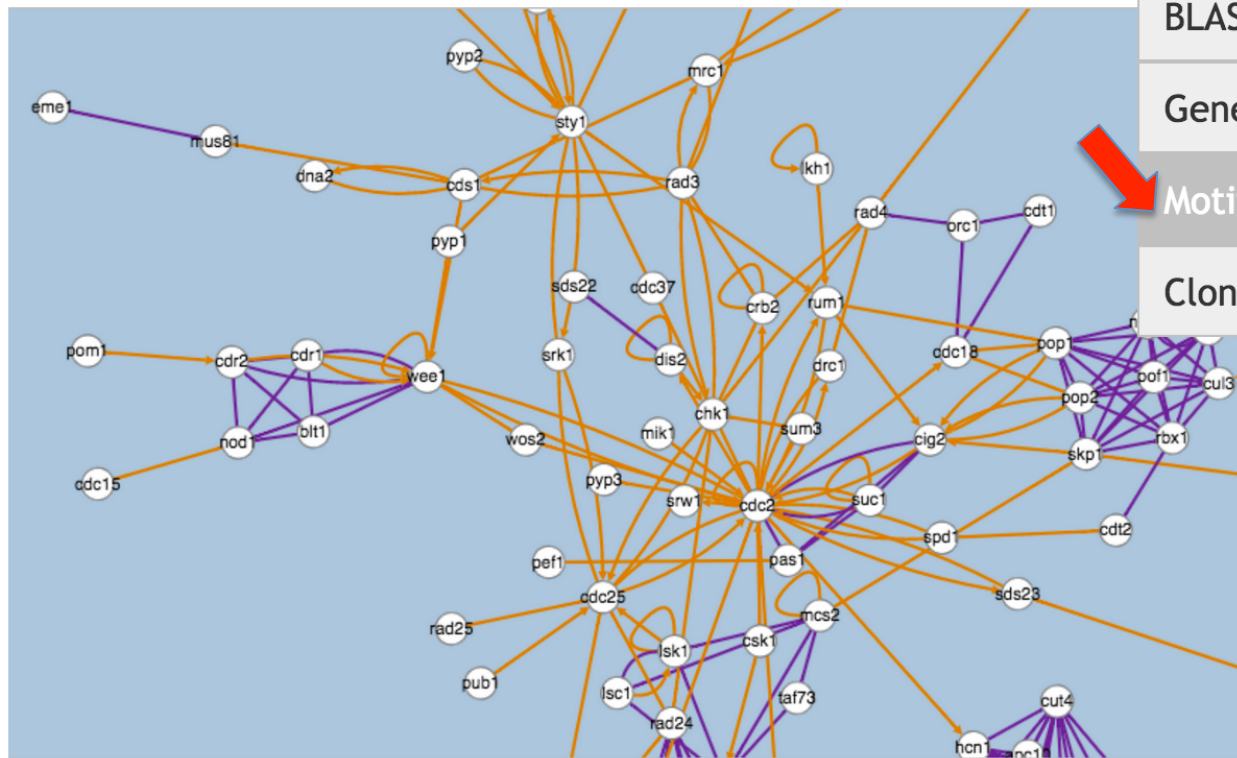 BLAS
pyp2
mrc1
Gene
eme1
sty1
mus81
lkh1
dna2
cds1
rad3
Moti
rad4
cdt1
orc1
pyp1
sds22
cdc37
Clon
crb2
rum1
pom1
cdr2
cdr1
srk1
dis2
drc1
cdc18
pop1
wee1
pof1
cul3
pop2
chk1
nod1
blt1
wos2
mik1
sum3
cig2
rbx1
skp1
cdc15
pyp3
srw1
cdc2
suc1
spd1
cdt2
pef1
pas1
cdc25
sds23
rad25
mcs2
lsk1
csk1
pub1
lsc1
taf73
rad24
cut4
hcn1